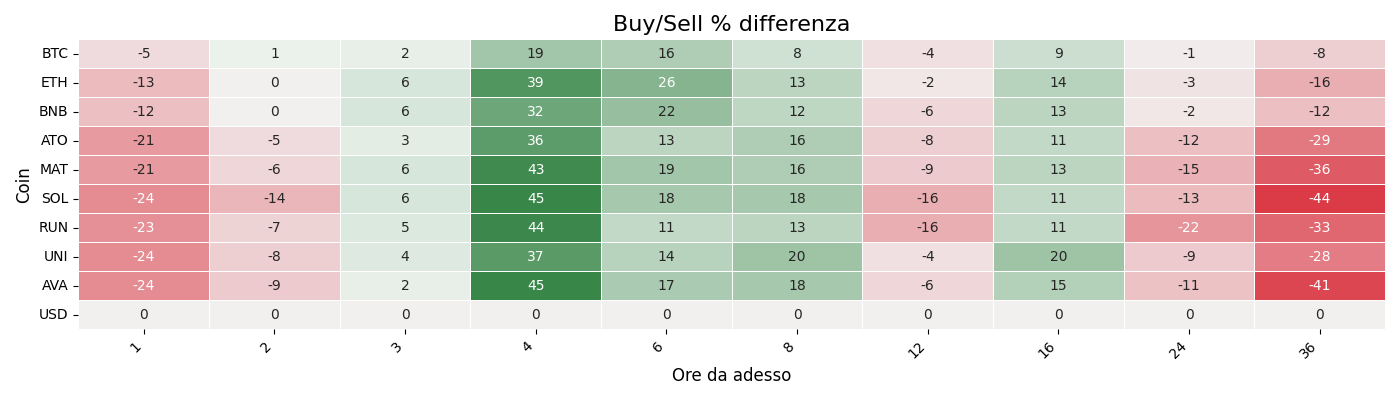 Buy/Sell % differenza
Coin
BTC -5 1 2 19 16 8 -4 9 -1 -8
ETH -13 0 6 39 26 13 -2 14 -3 -16
BNB -12 0 6 32 22 12 -6 13 -2 -12
ATO -21 -5 3 36 13 16 -8 11 -12 -29
MAT -21 -6 6 43 19 16 -9 13 -15 -36
SOL -24 -14 6 45 18 18 -16 11 -13 -44
RUN -23 -7 5 44 11 13 -16 11 -22 -33
UNI -24 -8 4 37 14 20 -4 20 -9 -28
AVA -24 -9 2 45 17 18 -6 15 -11 -41
USD 0 0 0 0 0 0 0 0 0 0
1 2 3 4 6 8 12 16 24 36
Ore da adesso